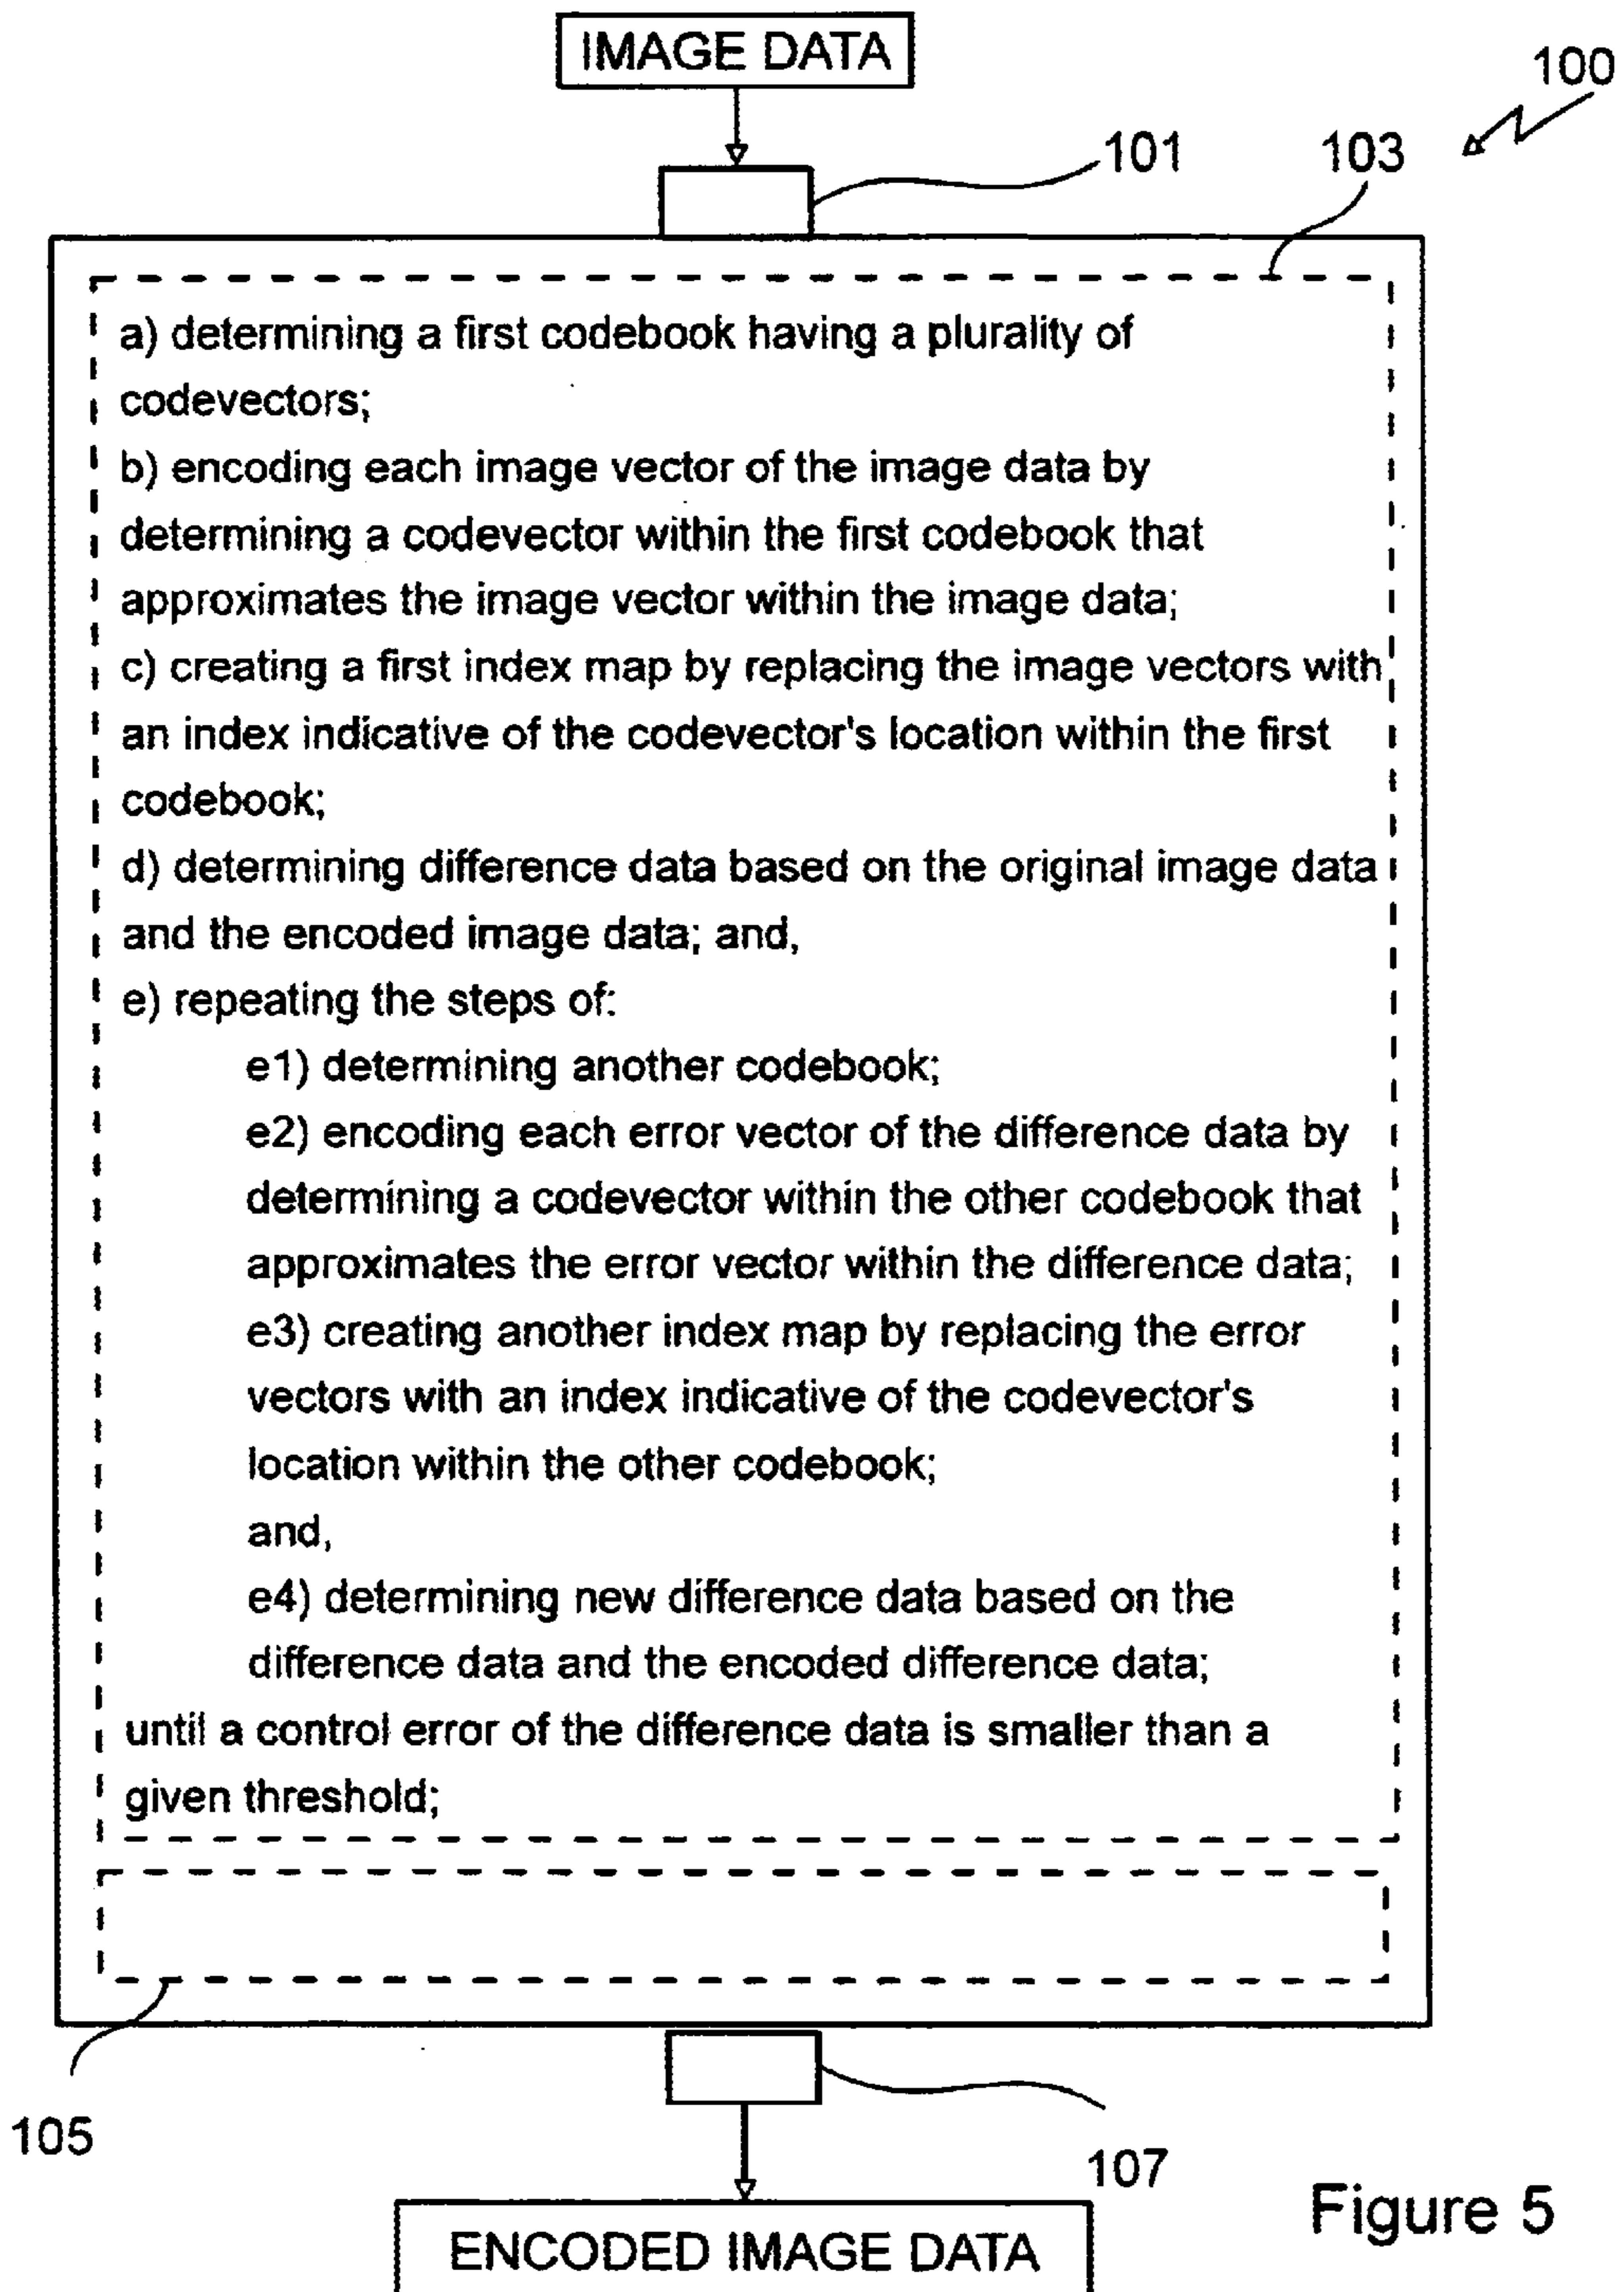 IMAGE DATA
100
101
103
a) determining a first codebook having a plurality of
codevectors;
b) encoding each image vector of the image data by
determining a codevector within the first codebook that
approximates the image vector within the image data;
c) creating a first index map by replacing the image vectors with
an index indicative of the codevector's location within the first
codebook;
d) determining difference data based on the original image data
and the encoded image data; and,
e) repeating the steps of:
e1) determining another codebook;
e2) encoding each error vector of the difference data by
determining a codevector within the other codebook that
approximates the error vector within the difference data;
e3) creating another index map by replacing the error
vectors with an index indicative of the codevector's
location within the other codebook;
and,
e4) determining new difference data based on the
difference data and the encoded difference data;
until a control error of the difference data is smaller than a
given threshold;
105
107
ENCODED IMAGE DATA
Figure 5